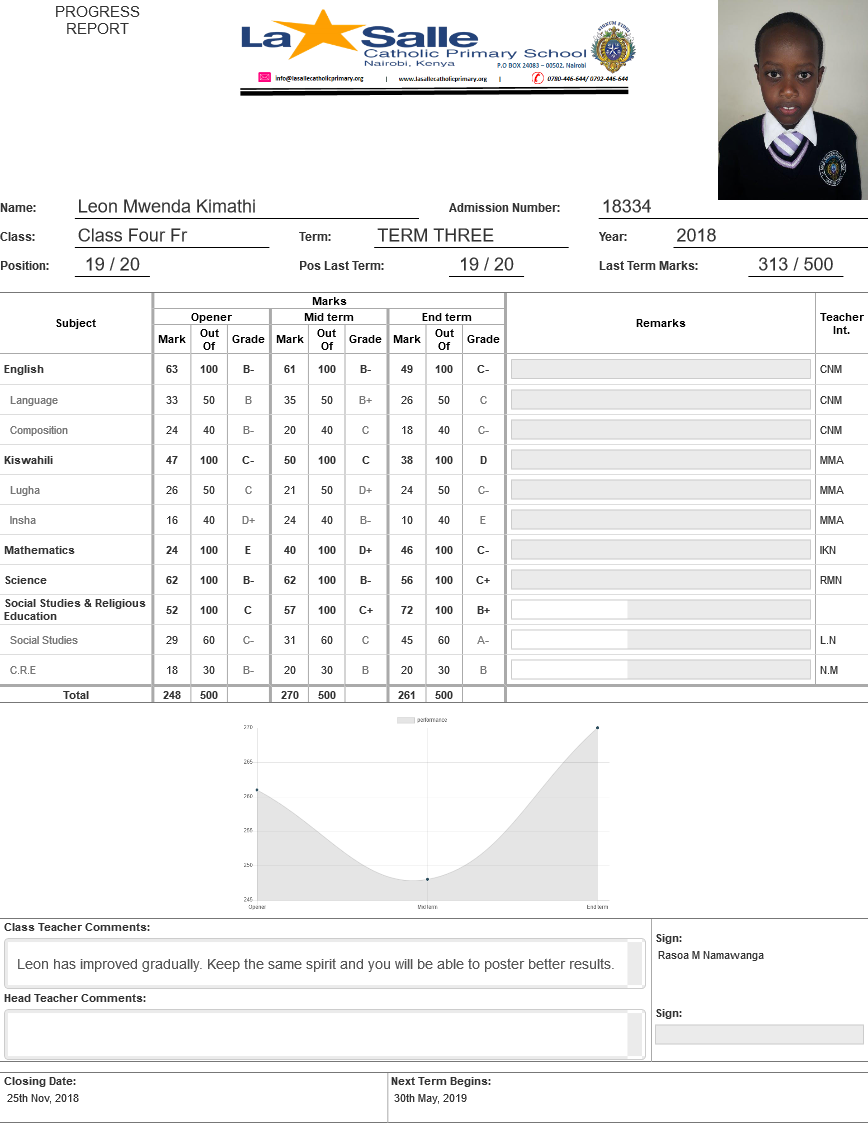 PROGRESS
REPORT
La Salle
Catholic Primary School
Nairobi, Kenya
P.O BOX 24083 – 00502, Nairobi
info@lasallecatholicprimary.org | www.lasallecatholicprimary.org | 0780-446-644/ 0792-446-644
Name: Leon Mwenda Kimathi Admission Number: 18334
Class: Class Four Fr Term: TERM THREE Year: 2018
Position: 19 / 20 Pos Last Term: 19 / 20 Last Term Marks: 313 / 500
Subject Marks Remarks Teacher Int.
Opener Mid term End term
Mark Out Of Grade Mark Out Of Grade Mark Out Of Grade
English 63 100 B- 61 100 B- 49 100 C- CNM
Language 33 50 B 35 50 B+ 26 50 C CNM
Composition 24 40 B- 20 40 C 18 40 C- CNM
Kiswahili 47 100 C- 50 100 C 38 100 D MMA
Lugha 26 50 C 21 50 D+ 24 50 C- MMA
Insha 16 40 D+ 24 40 B- 10 40 E MMA
Mathematics 24 100 E 40 100 D+ 46 100 C- IKN
Science 62 100 B- 62 100 B- 56 100 C+ RMN
Social Studies & Religious Education 52 100 C 57 100 C+ 72 100 B+
Social Studies 29 60 C- 31 60 C 45 60 A- L.N
C.R.E 18 30 B- 20 30 B 20 30 B N.M
Total 248 500 270 500 261 500
performance
270
265
260
255
250
245
Opener Mid term End term
Class Teacher Comments:
Leon has improved gradually. Keep the same spirit and you will be able to poster better results.
Sign:
Rasoa M Namawanga
Head Teacher Comments:
Sign:
Closing Date: Next Term Begins:
25th Nov, 2018 30th May, 2019